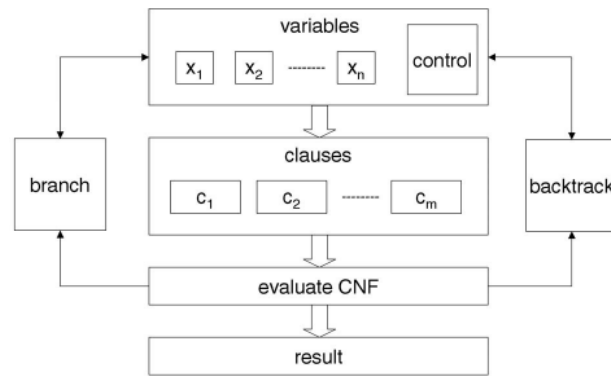 variables
x1 x2 -------- xn
control
clauses
c1 c2 -------- cm
branch
backtrack
evaluate CNF
result